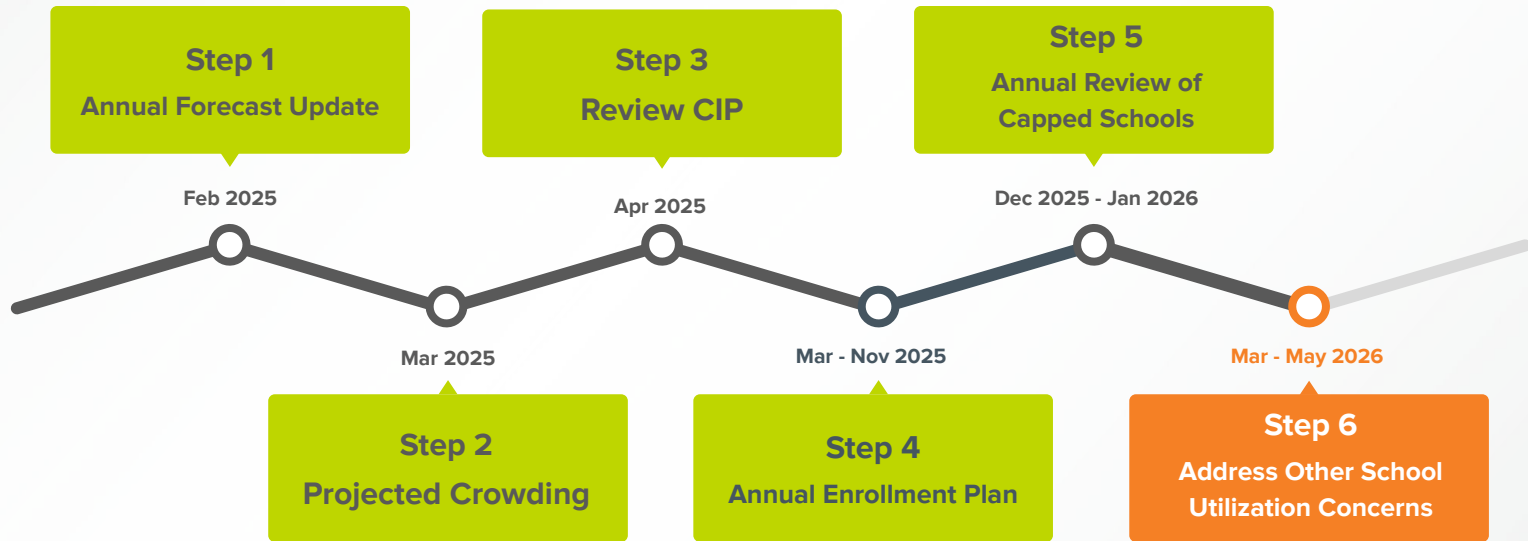 Step 1
Annual Forecast Update
Feb 2025
Mar 2025
Step 2
Projected Crowding
Step 3
Review CIP
Apr 2025
Mar - Nov 2025
Step 4
Annual Enrollment Plan
Step 5
Annual Review of
Capped Schools
Dec 2025 - Jan 2026
Mar - May 2026
Step 6
Address Other School
Utilization Concerns